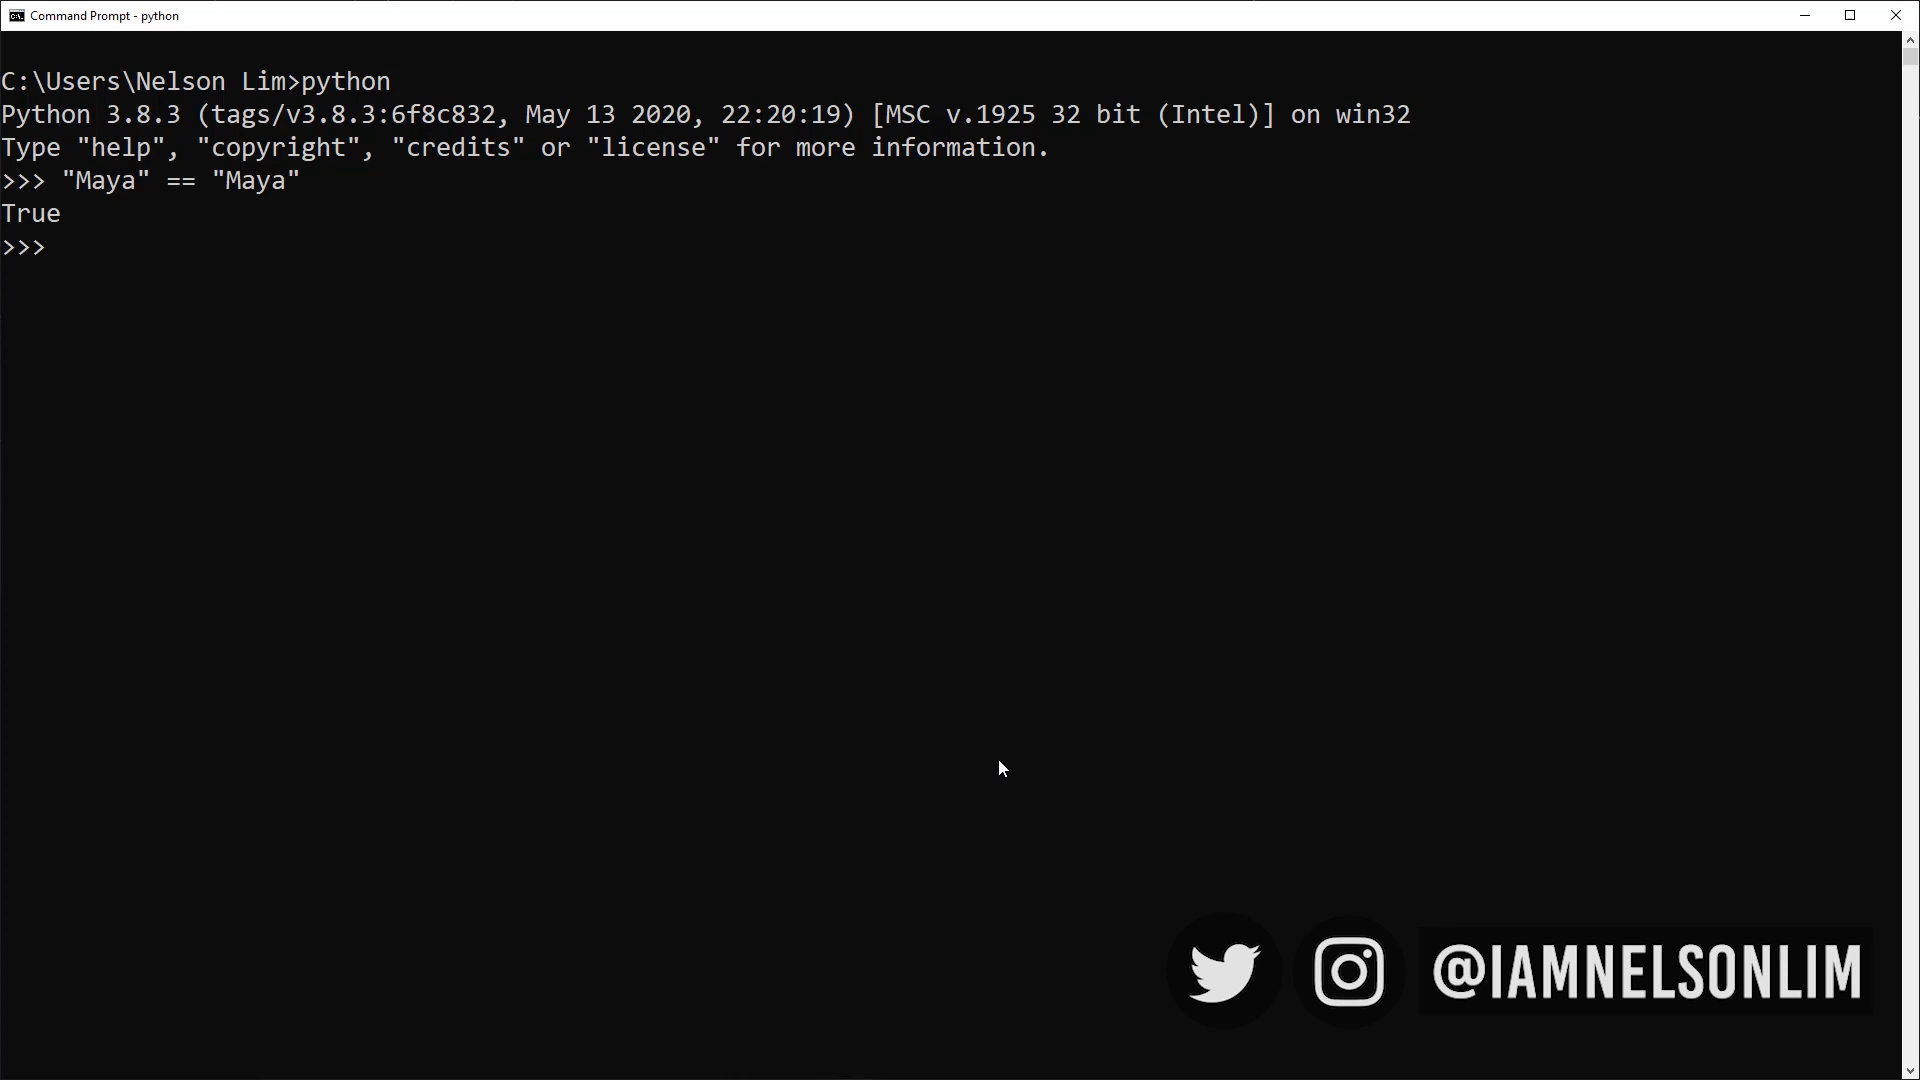 Command Prompt - python
C:\Users\Nelson Lim>python
Python 3.8.3 (tags/v3.8.3:6f8c832, May 13 2020, 22:20:19) [MSC v.1925 32 bit (Intel)] on win32
Type "help", "copyright", "credits" or "license" for more information.
>>> "Maya" == "Maya"
True
>>>
@IAMNELSONLIM